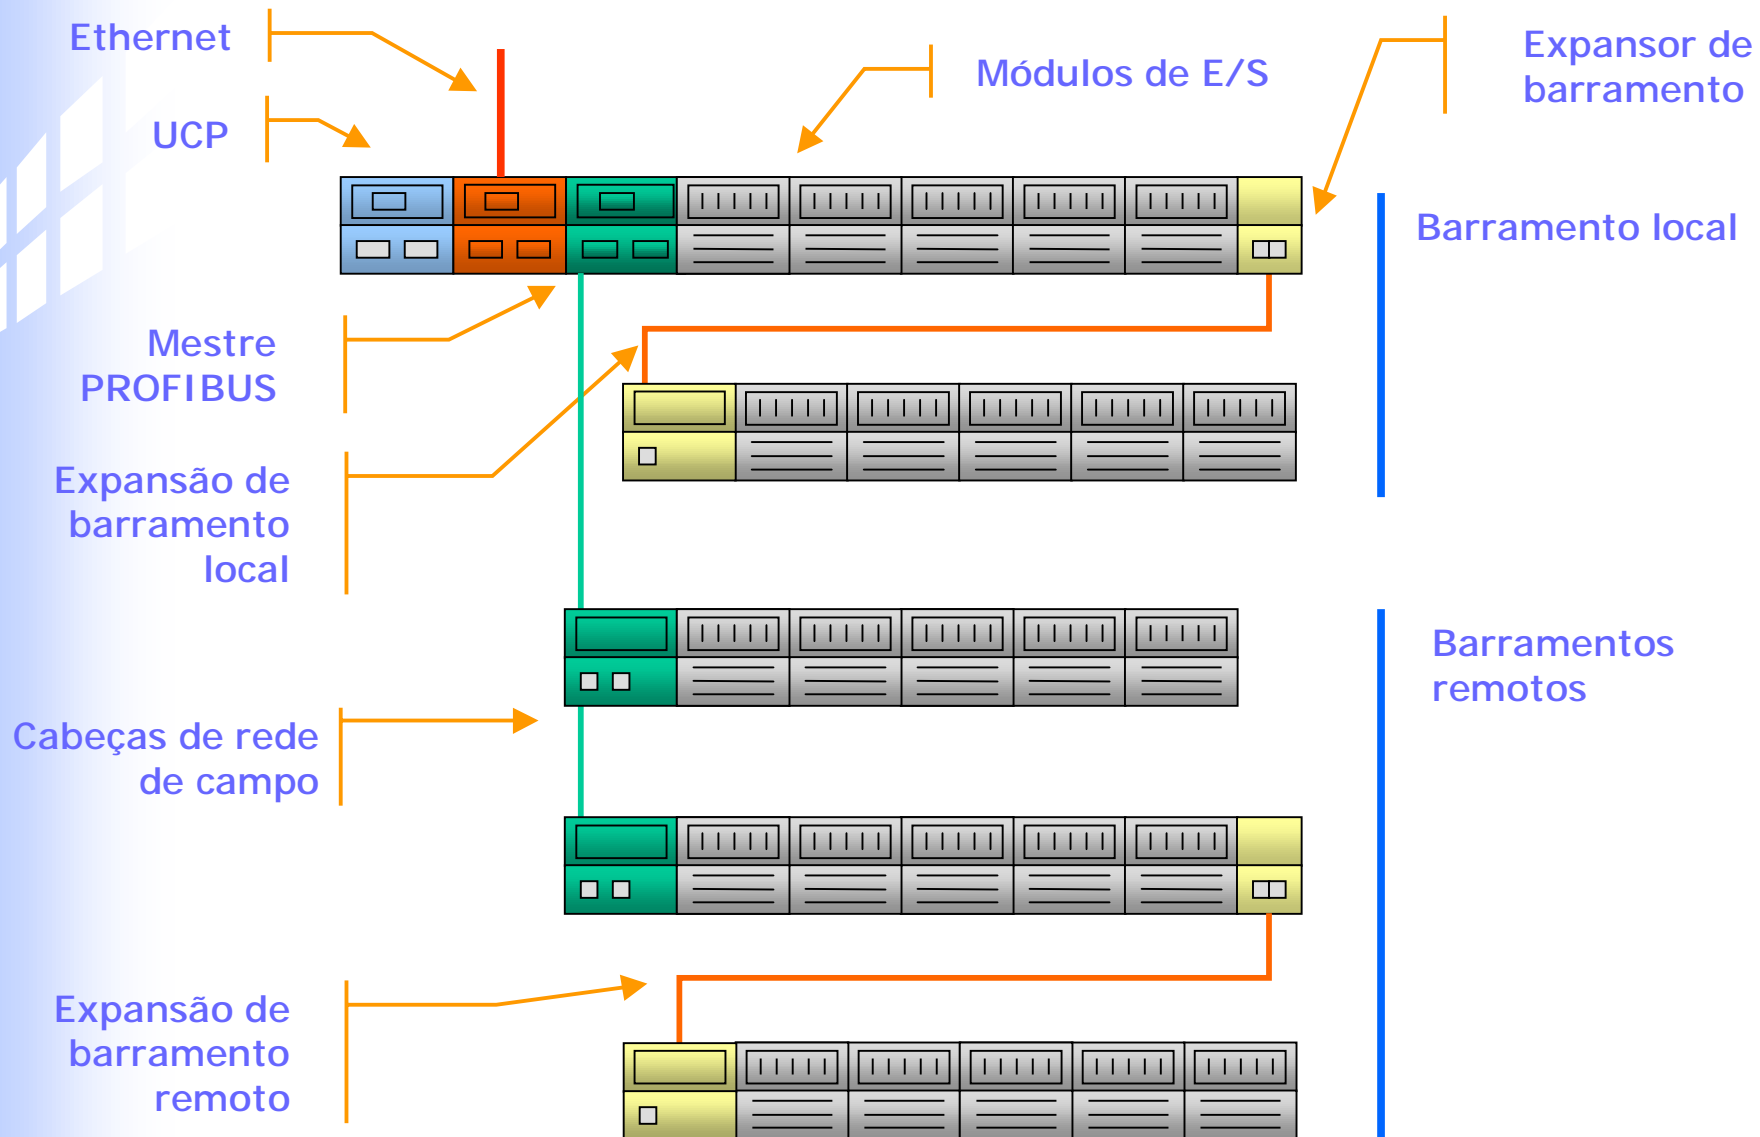 Ethernet
UCP
Módulos de E/S
Expansor de
barramento
Barramento local
Mestre
PROFIBUS
Expansão de
barramento
local
Barramentos
remotos
Cabeças de rede
de campo
Expansão de
barramento
remoto